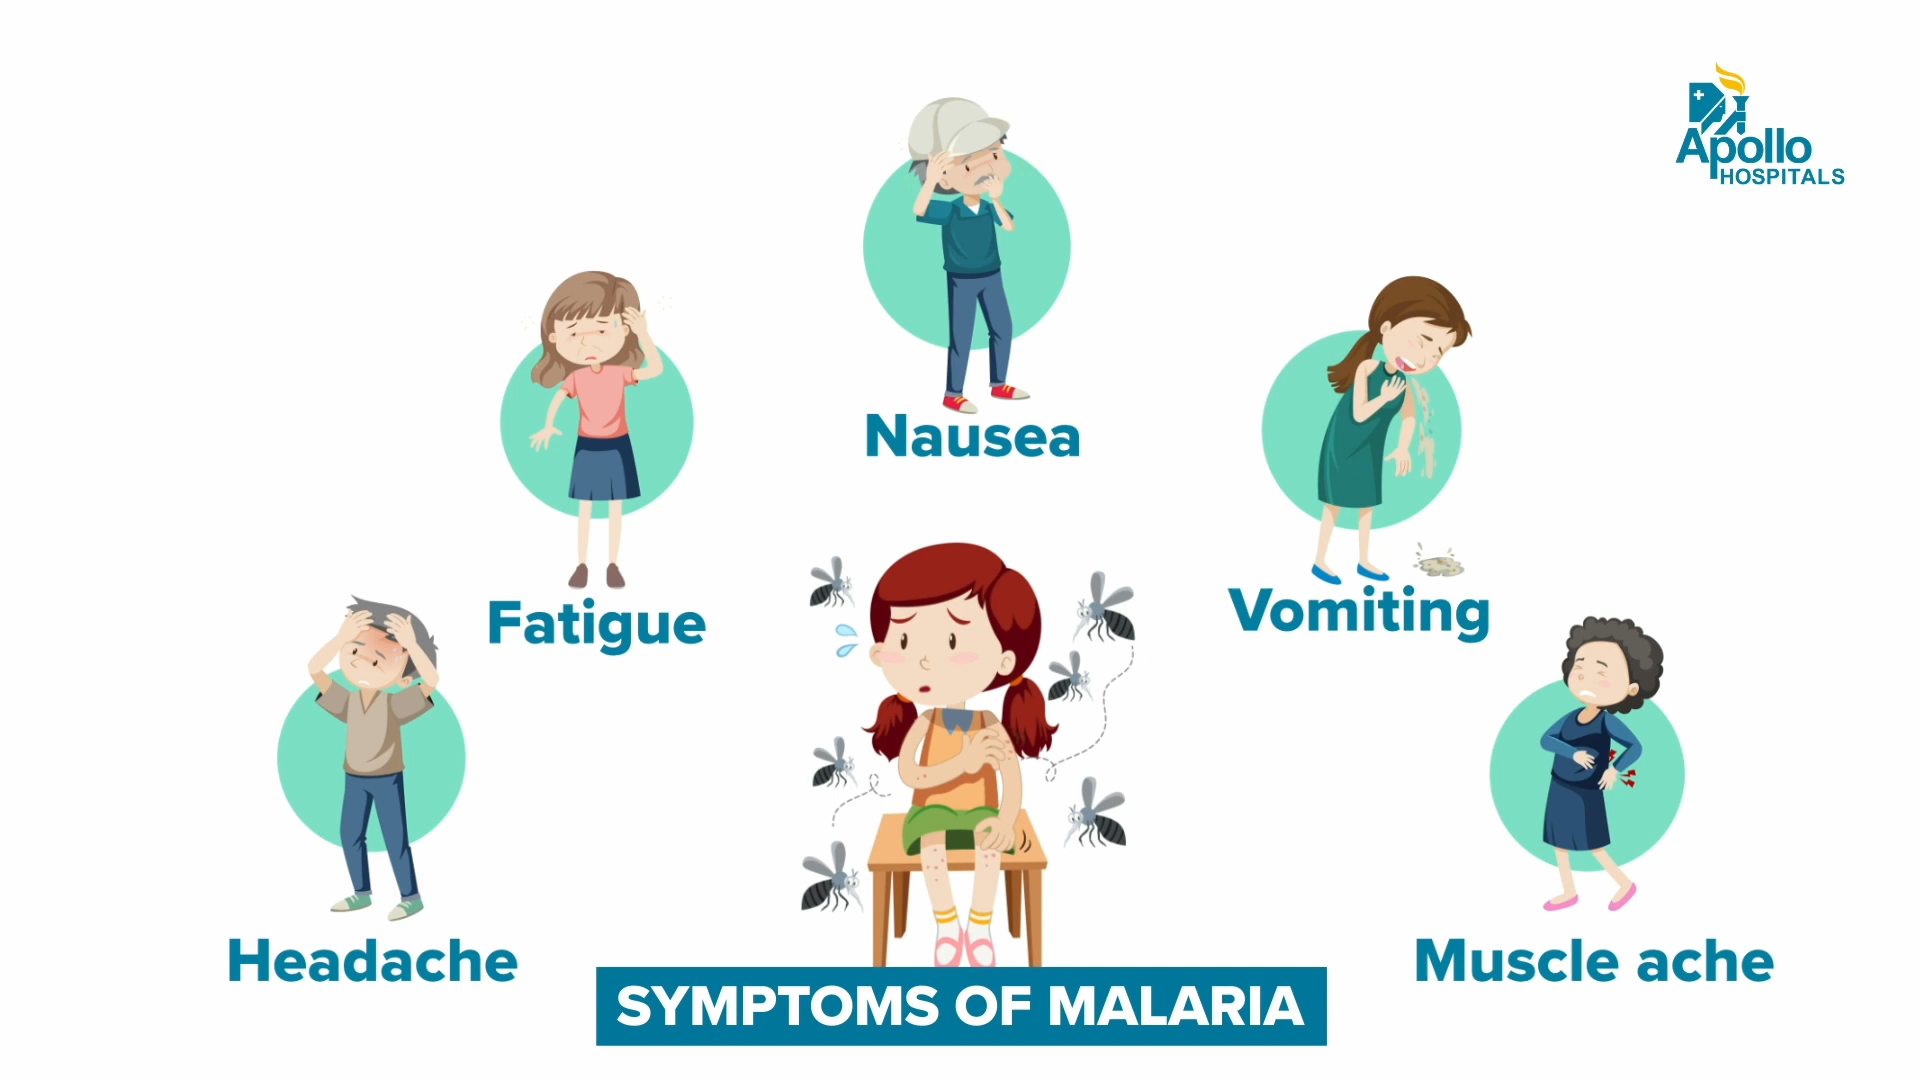 Apollo
HOSPITALS
Nausea
Fatigue
Vomiting
Headache
Muscle ache
SYMPTOMS OF MALARIA